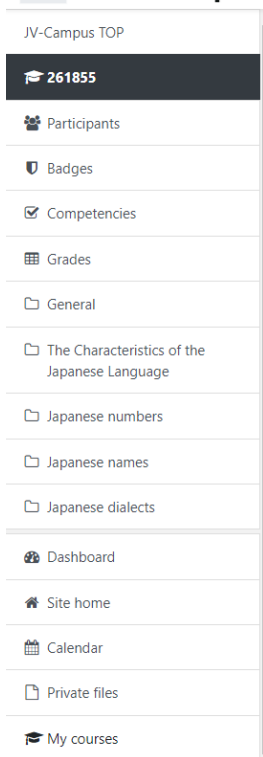 JV-Campus TOP
261855
Participants
Badges
Competencies
Grades
General
The Characteristics of the
Japanese Language
Japanese numbers
Japanese names
Japanese dialects
Dashboard
Site home
Calendar
Private files
My courses